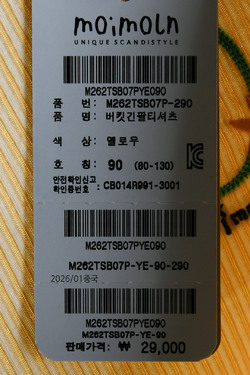 moimoln
UNIQUE SCANDISTYLE
M262TSB07PYE090
품 번: M262TSB07P-290
품 명: 버킷긴팔티셔츠
색 상: 옐로우
호 칭: 90 (80-130)
안전확인신고
확인증번호 : CB014R991-3001
M262TSB07PYE090
M262TSB07P-YE-90-290
2026/01중국
M262TSB07PYE090
M262TSB07P-YE-90
판매가격: ₩ 29,000